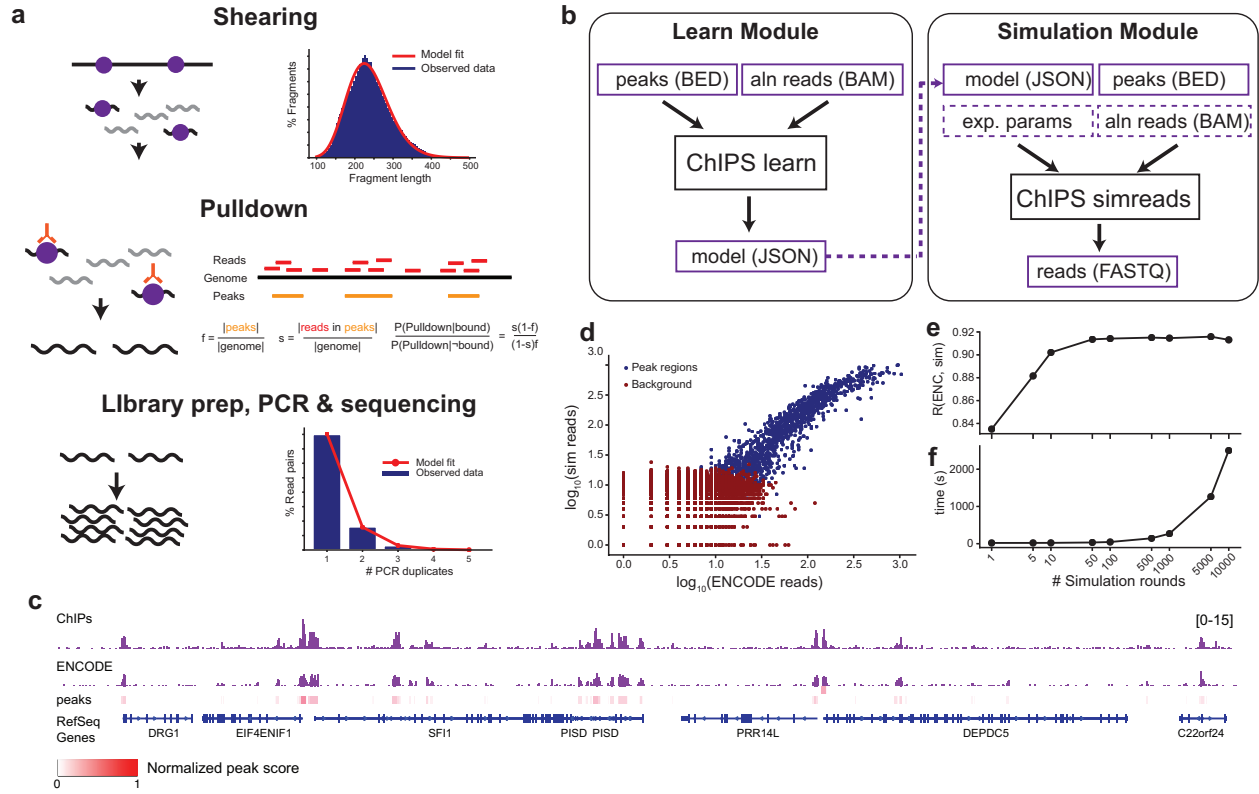 a
Shearing
Model fit
Observed data
% Fragments
100 200 300 400 500
Fragment length
Pulldown
Reads
Genome
Peaks
f = |peaks| / |genome|
s = |reads in peaks| / |genome|
P(Pulldown|bound) / P(Pulldown|¬bound) = s(1-f) / (1-s)f
LIbrary prep, PCR & sequencing
Model fit
Observed data
% Read pairs
1 2 3 4 5
# PCR duplicates
b
Learn Module
peaks (BED)
aln reads (BAM)
ChIPS learn
model (JSON)
Simulation Module
model (JSON)
peaks (BED)
exp. params
aln reads (BAM)
ChIPS simreads
reads (FASTQ)
d
Peak regions
Background
log10(sim reads)
3.0
2.5
2.0
1.5
1.0
0.5
0.0
0.0 0.5 1.0 1.5 2.0 2.5 3.0
log10(ENCODE reads)
e
R(ENC, sim)
0.92
0.90
0.88
0.86
0.84
f
time (s)
2000
1000
0
1 5 10 50 100 500 1000 5000 10000
# Simulation rounds
c
ChIPs
[0-15]
ENCODE
peaks
RefSeq
Genes
DRG1 EIF4ENIF1 SFI1 PISD PISD PRR14L DEPDC5 C22orf24
Normalized peak score
0 1